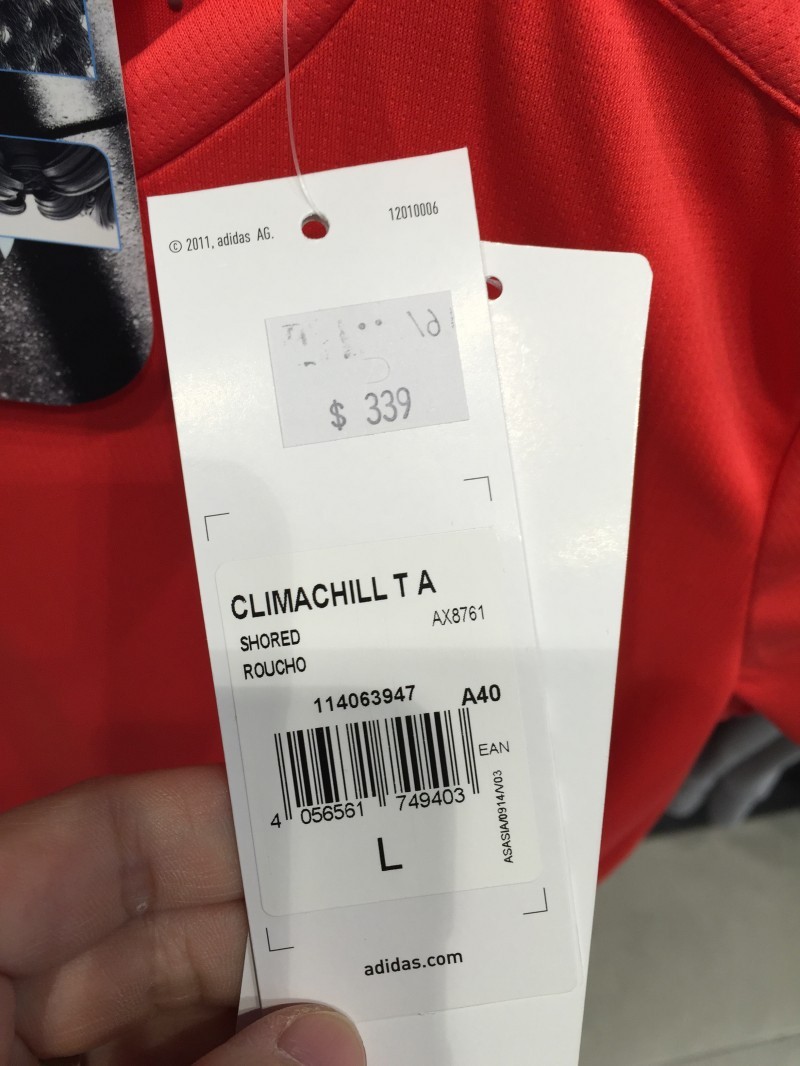 © 2011, adidas AG.
12010006
$ 339
CLIMACHILL T A
AX8761
SHORED
ROUCHO
114063947
A40
EAN
4 056561 749403
ASASIA/0914/V03
L
adidas.com